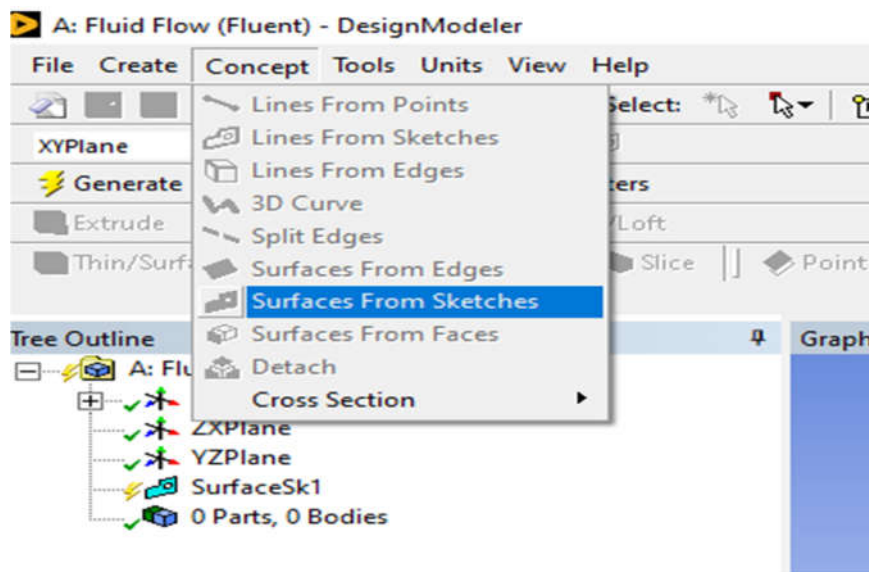 A: Fluid Flow (Fluent) - DesignModeler
File Create Concept Tools Units View Help
Lines From Points
Select:
XYPlane
Lines From Sketches
Lines From Edges
Generate
3D Curve
Extrude
/Loft
Split Edges
Thin/Surf
Surfaces From Edges
Slice
Point
Surfaces From Sketches
Tree Outline
Surfaces From Faces
Graph
A: Flu
Detach
Cross Section
ZXPlane
YZPlane
SurfaceSk1
0 Parts, 0 Bodies